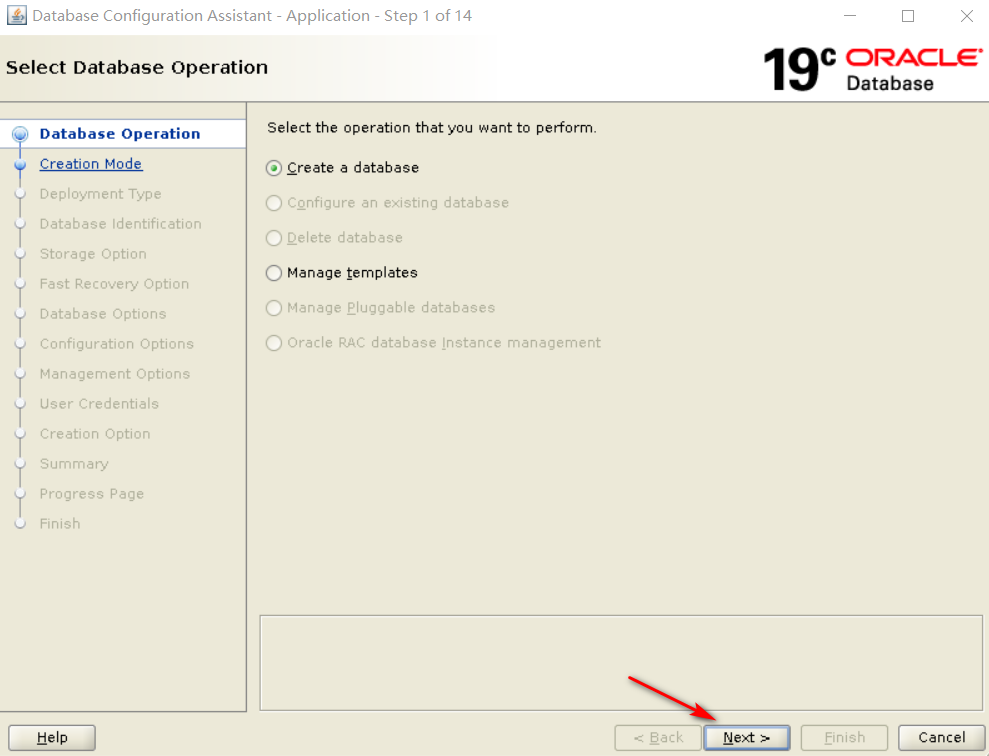 Database Configuration Assistant - Application - Step 1 of 14
Select Database Operation
19c ORACLE
Database
Database Operation
Creation Mode
Deployment Type
Database Identification
Storage Option
Fast Recovery Option
Database Options
Configuration Options
Management Options
User Credentials
Creation Option
Summary
Progress Page
Finish
Select the operation that you want to perform.
Create a database
Configure an existing database
Delete database
Manage templates
Manage Pluggable databases
Oracle RAC database Instance management
Help
< Back
Next >
Finish
Cancel